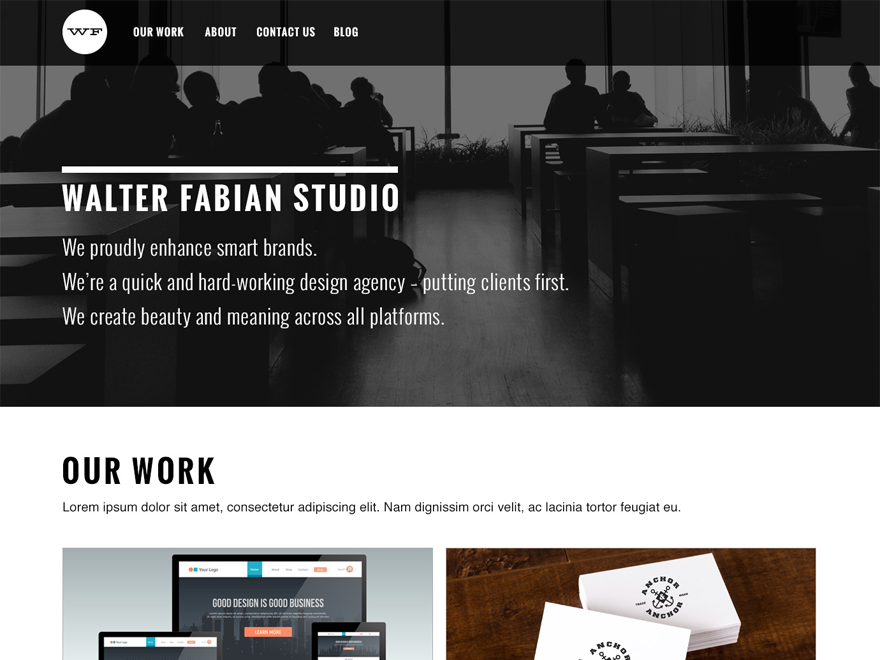 WF
OUR WORK ABOUT CONTACT US BLOG
WALTER FABIAN STUDIO
We proudly enhance smart brands.
We're a quick and hard-working design agency – putting clients first.
We create beauty and meaning across all platforms.
OUR WORK
Lorem ipsum dolor sit amet, consectetur adipiscing elit. Nam dignissim orci velit, ac lacinia tortor feugiat eu.
Your Logo
Home
GOOD DESIGN IS GOOD BUSINESS
LEARN MORE
ANCHOR
ANCHOR
ANCHOR